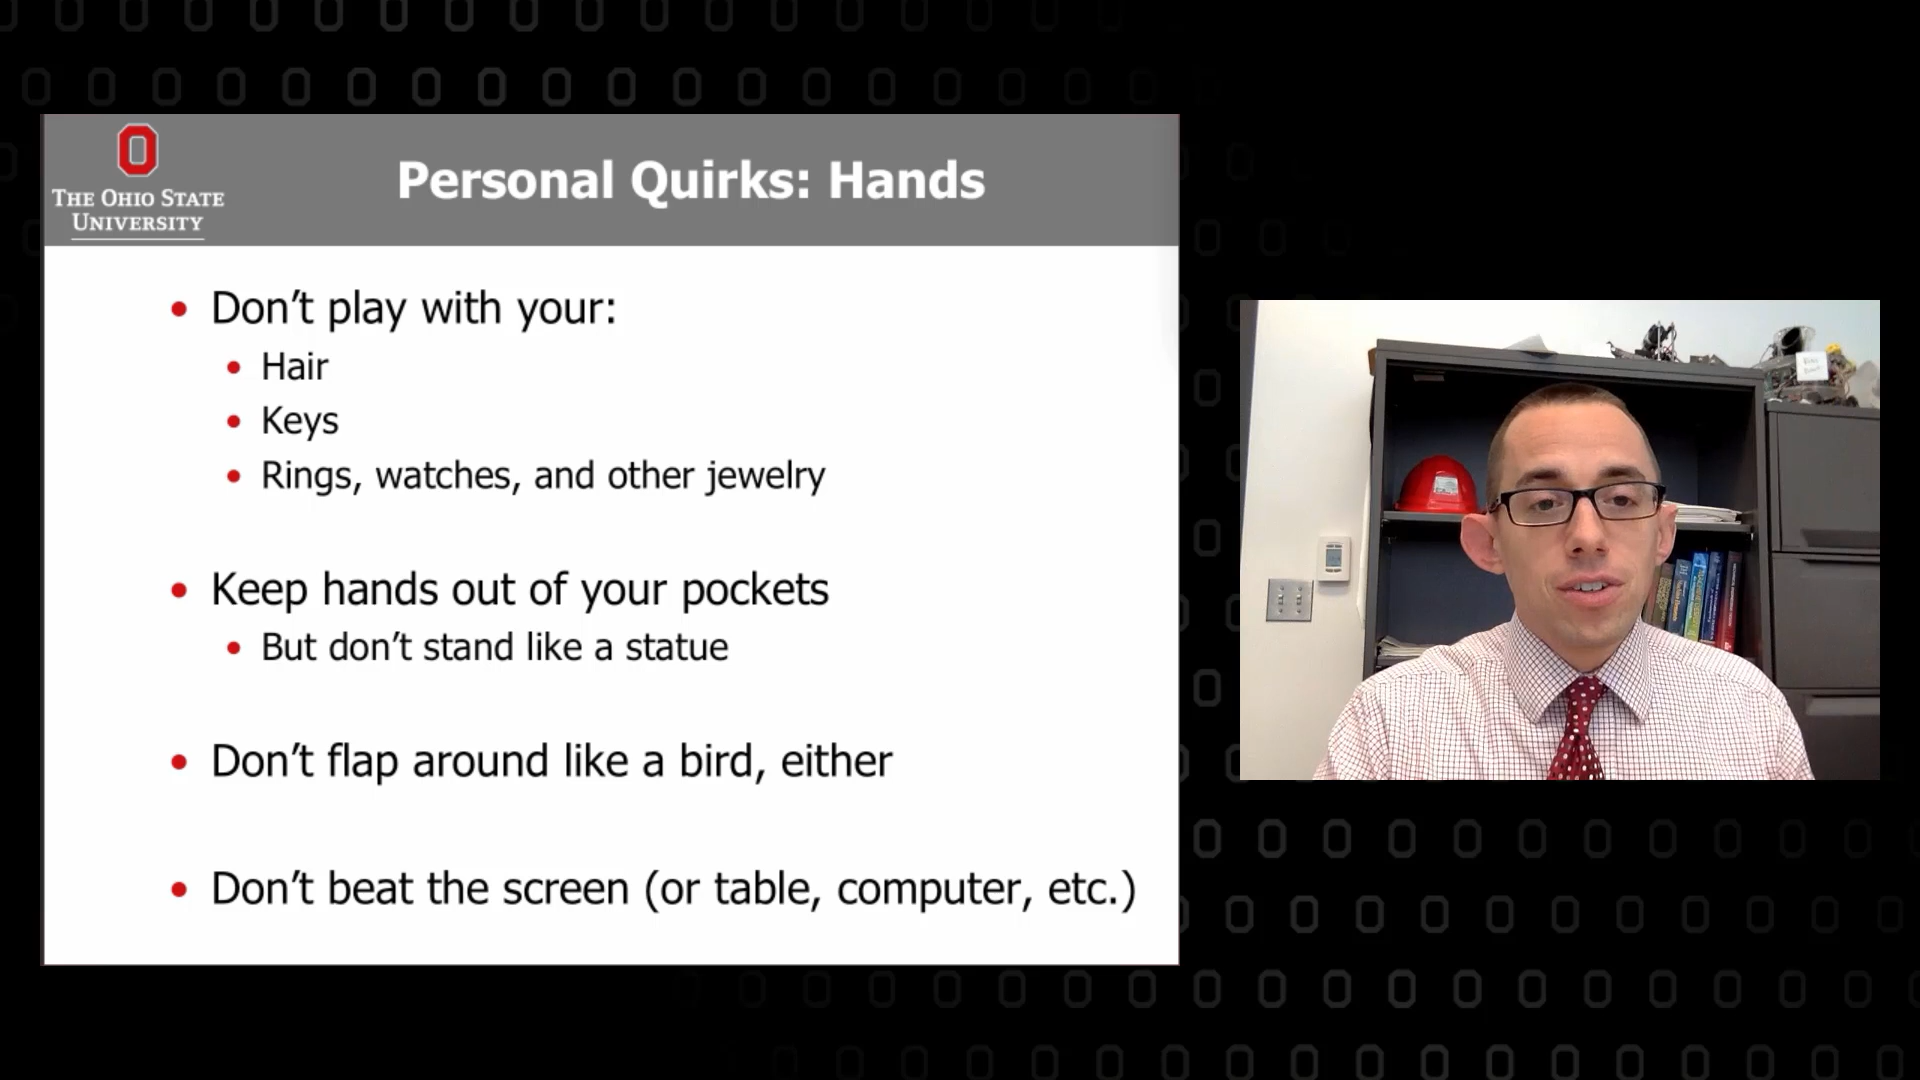 THE OHIO STATE
UNIVERSITY
Personal Quirks: Hands
• Don’t play with your:
• Hair
• Keys
• Rings, watches, and other jewelry
• Keep hands out of your pockets
• But don’t stand like a statue
• Don’t flap around like a bird, either
• Don’t beat the screen (or table, computer, etc.)